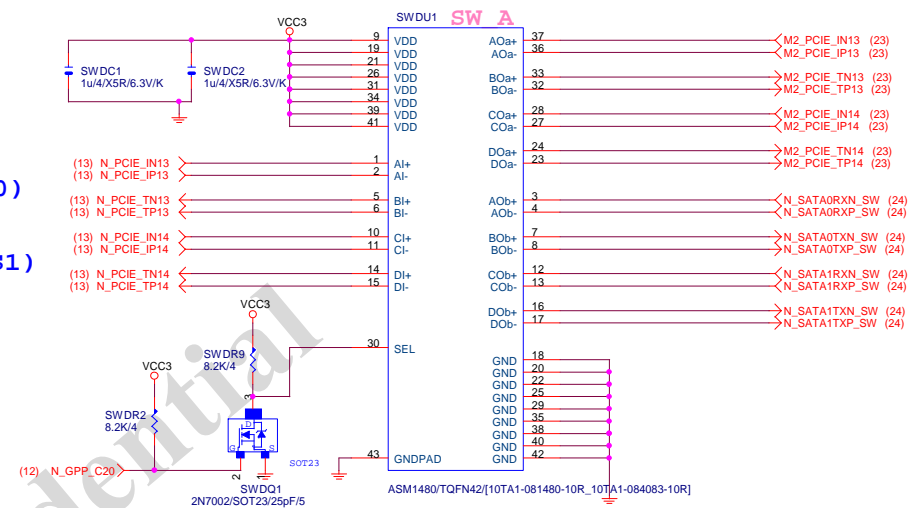 SWDU1 SW A
VCC3
SWDC1
1u/4/X5R/6.3V/K
SWDC2
1u/4/X5R/6.3V/K
9 VDD
19 VDD
21 VDD
26 VDD
31 VDD
34 VDD
39 VDD
41 VDD
AOa+ 37 M2_PCIE_IN13 (23)
AOa- 36 M2_PCIE_IP13 (23)
BOa+ 33 M2_PCIE_TN13 (23)
BOa- 32 M2_PCIE_TP13 (23)
COa+ 28 M2_PCIE_IN14 (23)
COa- 27 M2_PCIE_IP14 (23)
DOa+ 24 M2_PCIE_TN14 (23)
DOa- 23 M2_PCIE_TP14 (23)
(13) N_PCIE_IN13 1 AI+
(13) N_PCIE_IP13 2 AI-
(13) N_PCIE_TN13 5 BI+
(13) N_PCIE_TP13 6 BI-
(13) N_PCIE_IN14 10 CI+
(13) N_PCIE_IP14 11 CI-
(13) N_PCIE_TN14 14 DI+
(13) N_PCIE_TP14 15 DI-
AOb+ 3 N_SATA0RXN_SW (24)
AOb- 4 N_SATA0RXP_SW (24)
BOb+ 7 N_SATA0TXN_SW (24)
BOb- 8 N_SATA0TXP_SW (24)
COb+ 12 N_SATA1RXN_SW (24)
COb- 13 N_SATA1RXP_SW (24)
DOb+ 16 N_SATA1TXN_SW (24)
DOb- 17 N_SATA1TXP_SW (24)
VCC3
SWDR9
8.2K/4
30 SEL
VCC3
SWDR2
8.2K/4
GND 18
GND 20
GND 22
GND 25
GND 29
GND 35
GND 38
GND 40
GND 42
3
D
G S
2 1
SOT23
43 GNDPAD
(12) N_GPP_C20
SWDQ1
2N7002/SOT23/25pF/5
ASM1480/TQFN42/[10TA1-081480-10R_10TA1-084083-10R]